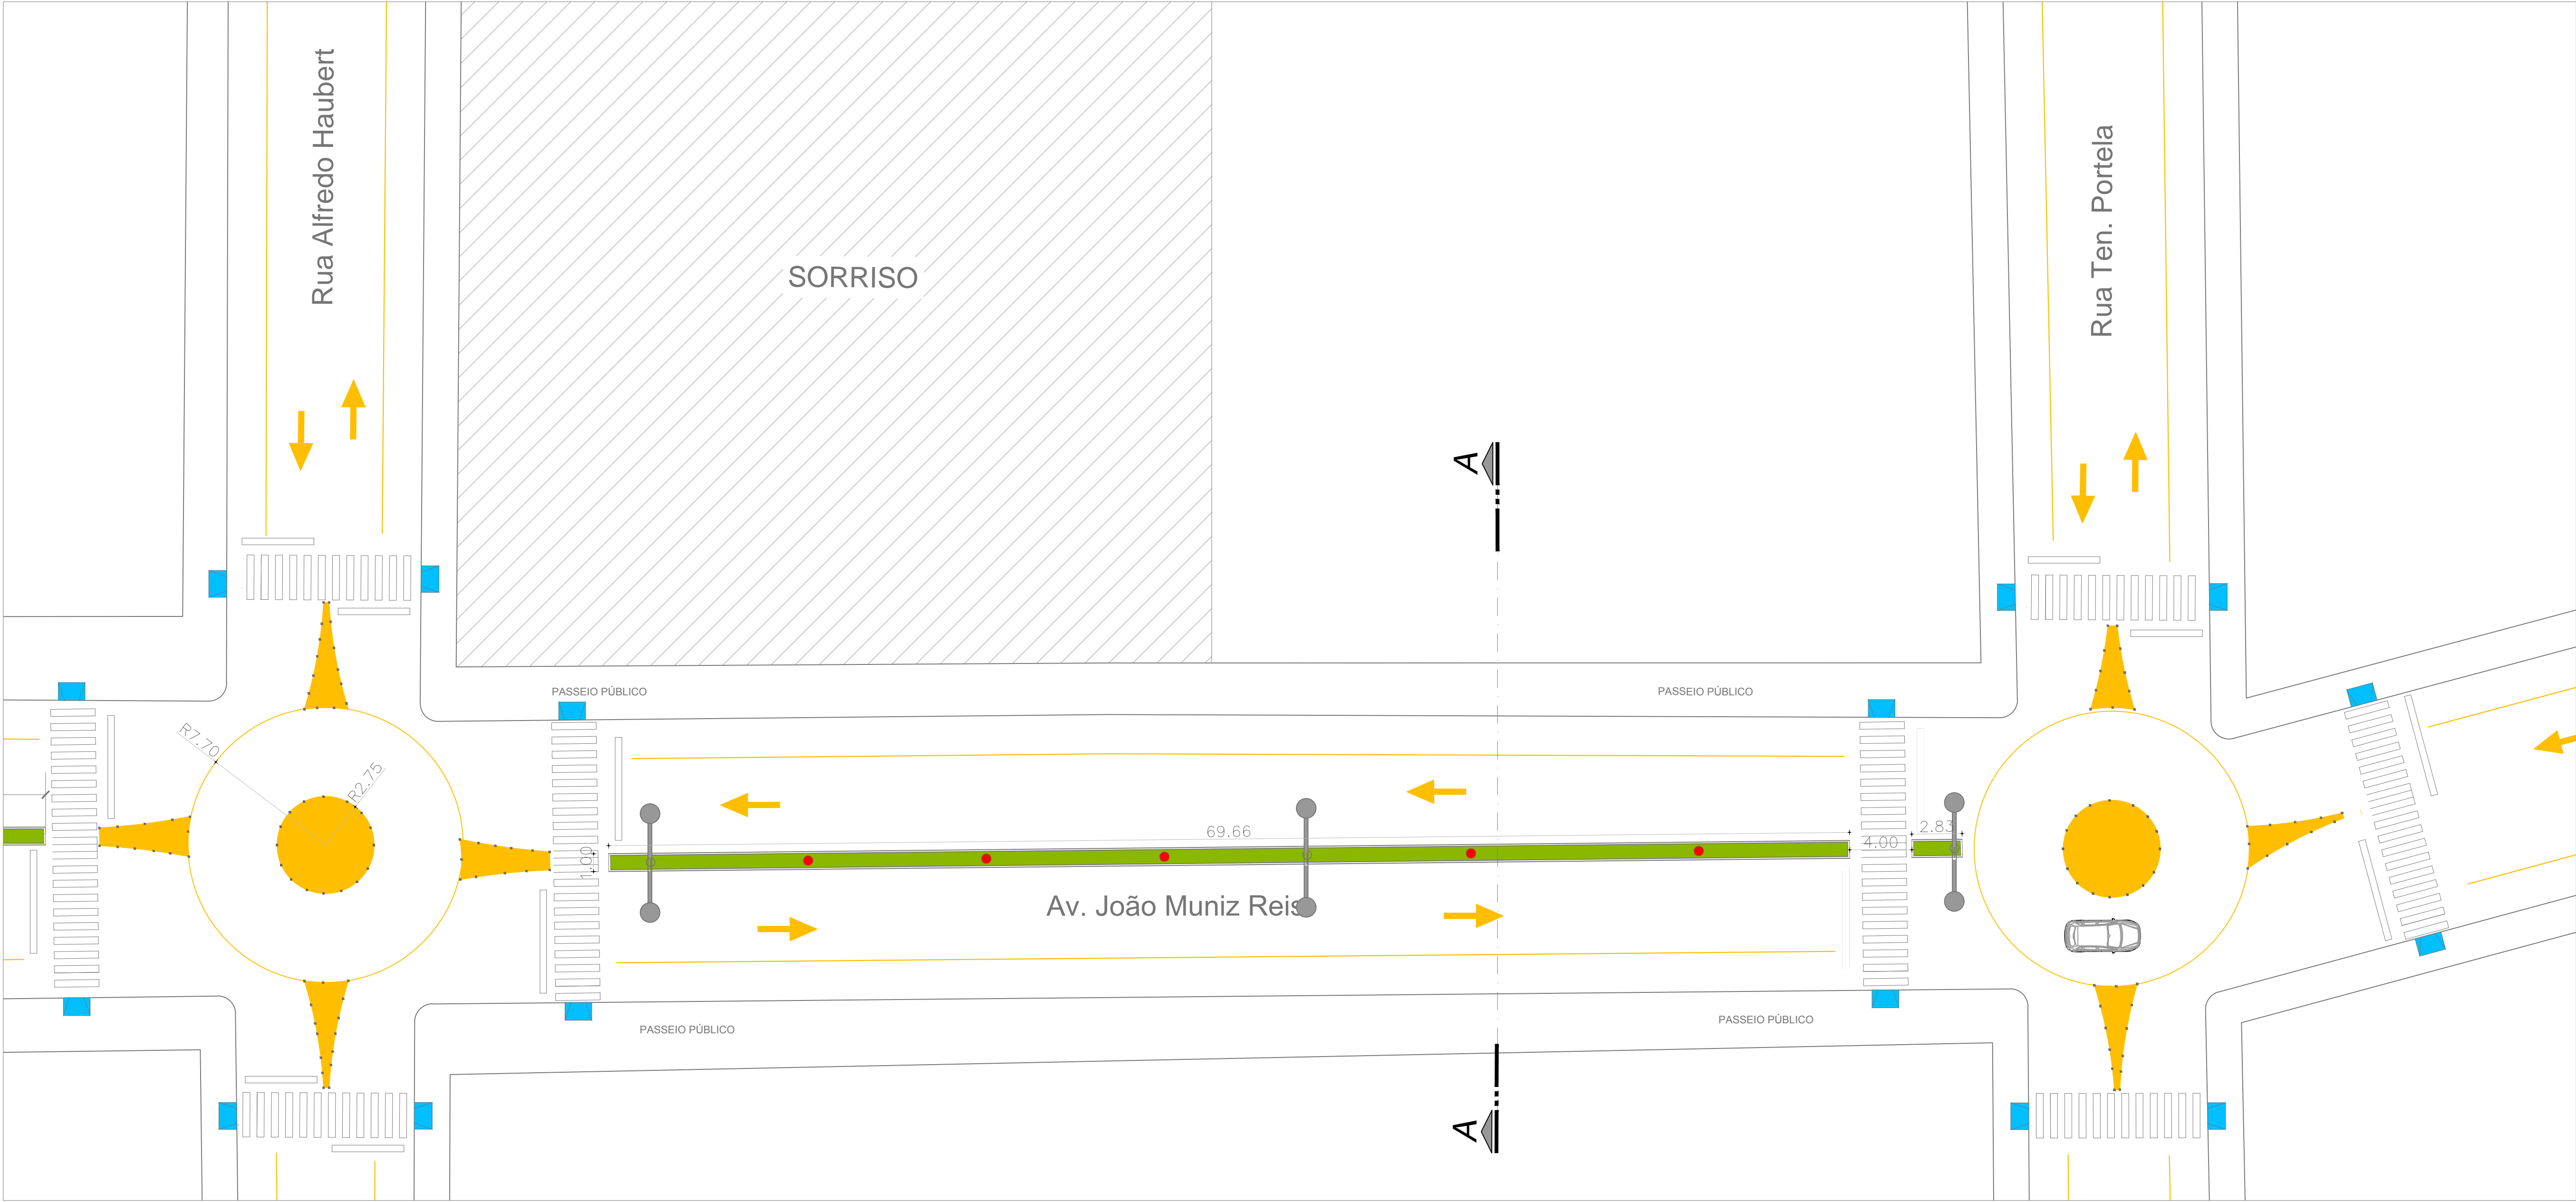 Rua Alfredo Haubert
Rua Ten. Portela
SORRISO
A
PASSEIO PÚBLICO
PASSEIO PÚBLICO
R7.70
R2.75
69.66
2.83
4.00
1.00
Av. João Muniz Reis
PASSEIO PÚBLICO
PASSEIO PÚBLICO
A